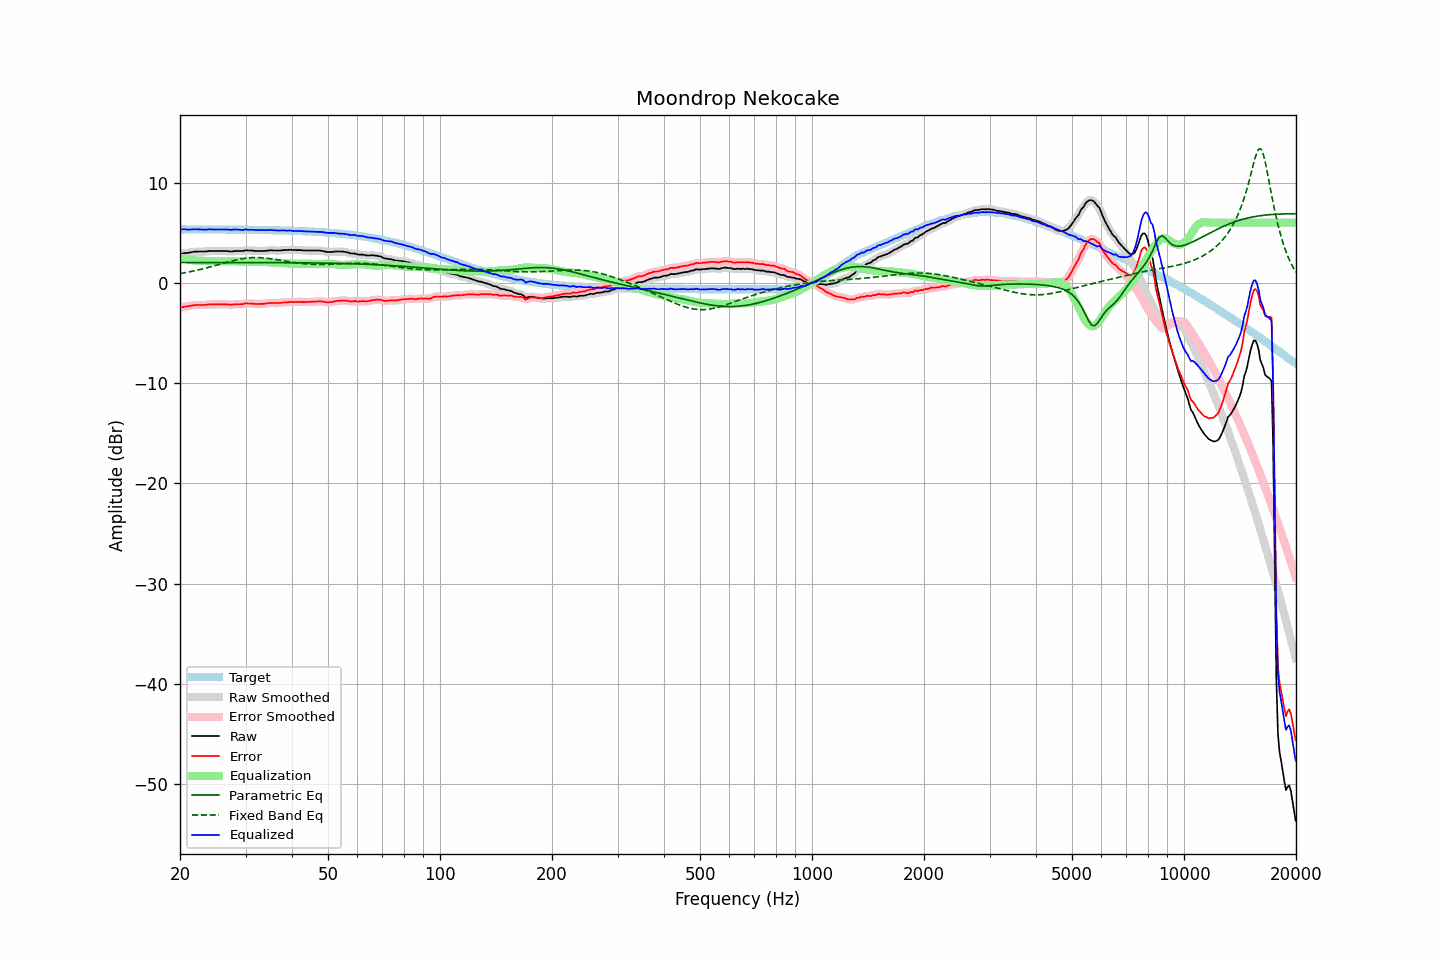 Moondrop Nekocake
10
0
−10
−20
−30
−40
−50
Amplitude (dBr)
Target
Raw Smoothed
Error Smoothed
Raw
Error
Equalization
Parametric Eq
Fixed Band Eq
Equalized
20 50 100 200 500 1000 2000 5000 10000 20000
Frequency (Hz)